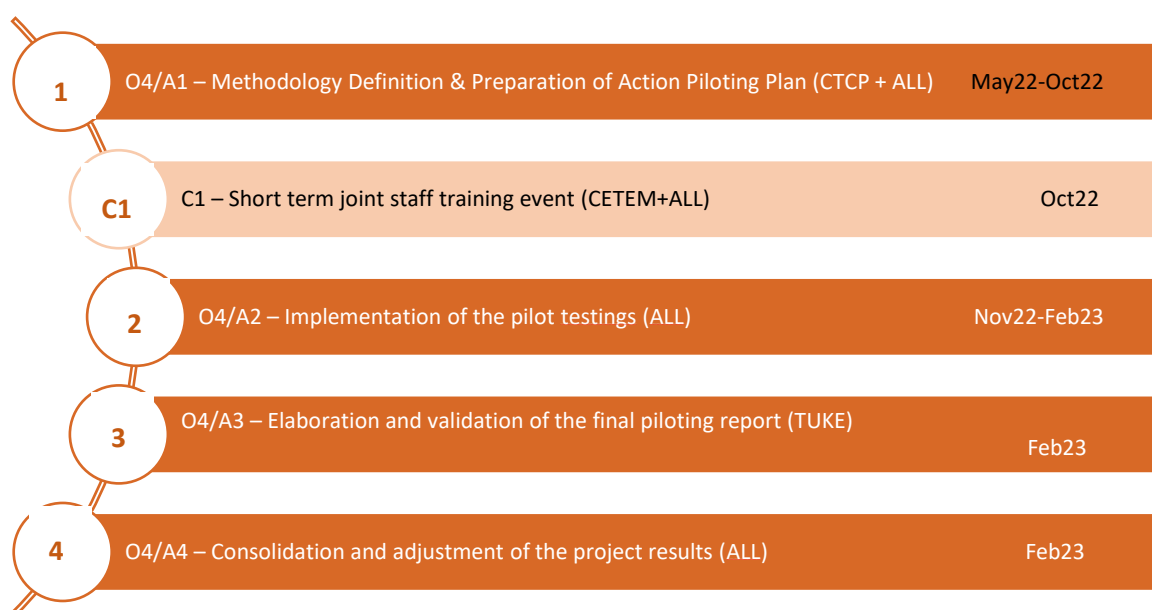 1
O4/A1 – Methodology Definition & Preparation of Action Piloting Plan (CTCP + ALL) May22-Oct22
C1
C1 – Short term joint staff training event (CETEM+ALL) Oct22
2
O4/A2 – Implementation of the pilot testings (ALL) Nov22-Feb23
3
O4/A3 – Elaboration and validation of the final piloting report (TUKE)
Feb23
4
O4/A4 – Consolidation and adjustment of the project results (ALL) Feb23